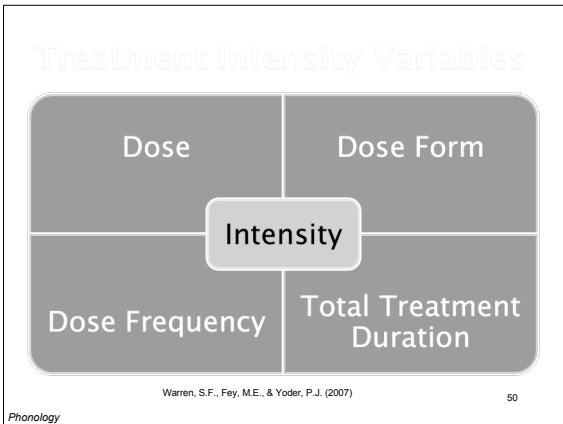 Treatment Intensity Variables
Dose
Dose Form
Intensity
Dose Frequency
Total Treatment
Duration
Warren, S.F., Fey, M.E., & Yoder, P.J. (2007)
50
Phonology